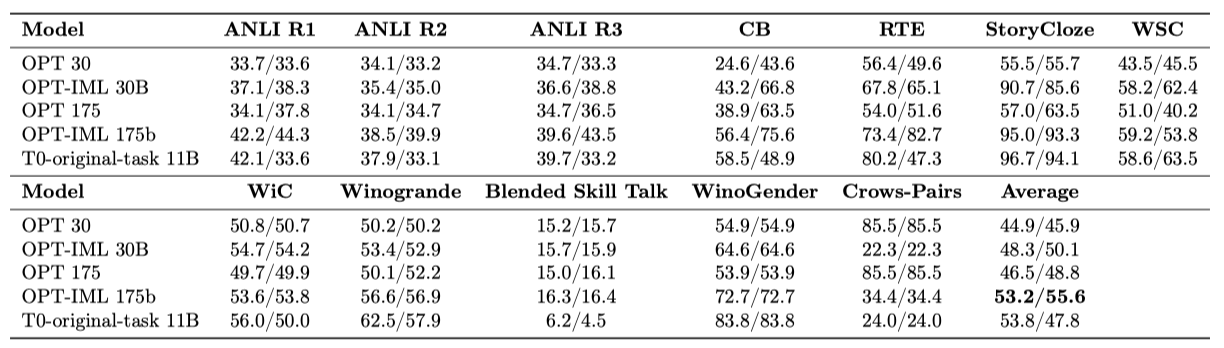 Model ANLI R1 ANLI R2 ANLI R3 CB RTE StoryCloze WSC
OPT 30 33.7/33.6 34.1/33.2 34.7/33.3 24.6/43.6 56.4/49.6 55.5/55.7 43.5/45.5
OPT-IML 30B 37.1/38.3 35.4/35.0 36.6/38.8 43.2/66.8 67.8/65.1 90.7/85.6 58.2/62.4
OPT 175 34.1/37.8 34.1/34.7 34.7/36.5 38.9/63.5 54.0/51.6 57.0/63.5 51.0/40.2
OPT-IML 175b 42.2/44.3 38.5/39.9 39.6/43.5 56.4/75.6 73.4/82.7 95.0/93.3 59.2/53.8
T0-original-task 11B 42.1/33.6 37.9/33.1 39.7/33.2 58.5/48.9 80.2/47.3 96.7/94.1 58.6/63.5
Model WiC Winogrande Blended Skill Talk WinoGender Crows-Pairs Average
OPT 30 50.8/50.7 50.2/50.2 15.2/15.7 54.9/54.9 85.5/85.5 44.9/45.9
OPT-IML 30B 54.7/54.2 53.4/52.9 15.7/15.9 64.6/64.6 22.3/22.3 48.3/50.1
OPT 175 49.7/49.9 50.1/52.2 15.0/16.1 53.9/53.9 85.5/85.5 46.5/48.8
OPT-IML 175b 53.6/53.8 56.6/56.9 16.3/16.4 72.7/72.7 34.4/34.4 53.2/55.6
T0-original-task 11B 56.0/50.0 62.5/57.9 6.2/4.5 83.8/83.8 24.0/24.0 53.8/47.8